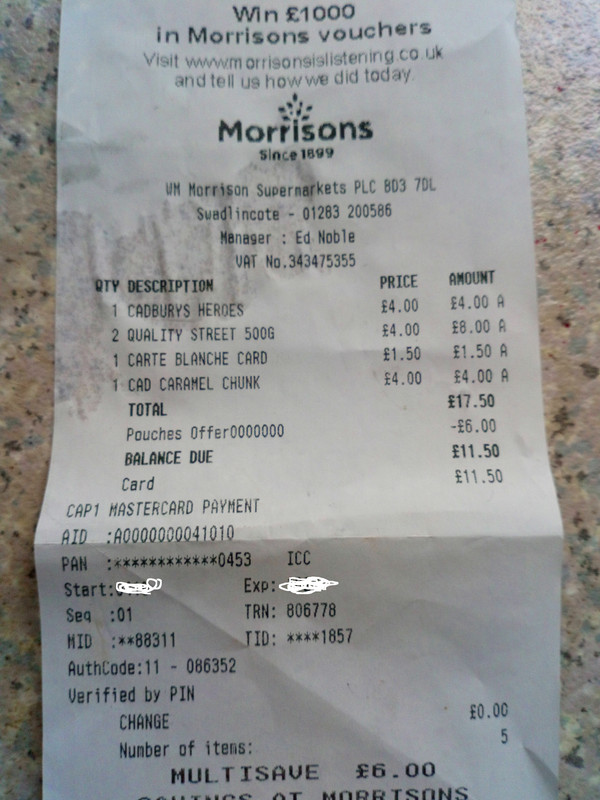 Win £1000
in Morrisons vouchers
Visit www.morrisonsislistening.co.uk
and tell us how we did today.
Morrisons
Since 1899
WM Morrison Supermarkets PLC BD3 7DL
Swadlincote - 01283 200586
Manager : Ed Noble
VAT No.343475355
QTY DESCRIPTION PRICE AMOUNT
1 CADBURYS HEROES £4.00 £4.00 A
2 QUALITY STREET 500G £4.00 £8.00 A
1 CARTE BLANCHE CARD £1.50 £1.50 A
1 CAD CARAMEL CHUNK £4.00 £4.00 A
TOTAL £17.50
Pouches Offer0000000 -£6.00
BALANCE DUE £11.50
Card £11.50
CAP1 MASTERCARD PAYMENT
AID :A0000000041010
PAN :************0453 ICC
Start: Exp:
Seq :01 TRN: 806778
MID :**88311 TID: ****1857
AuthCode:11 - 086352
Verified by PIN
CHANGE £0.00
Number of items: 5
MULTISAVE £6.00
SAVINGS AT MORRISONS